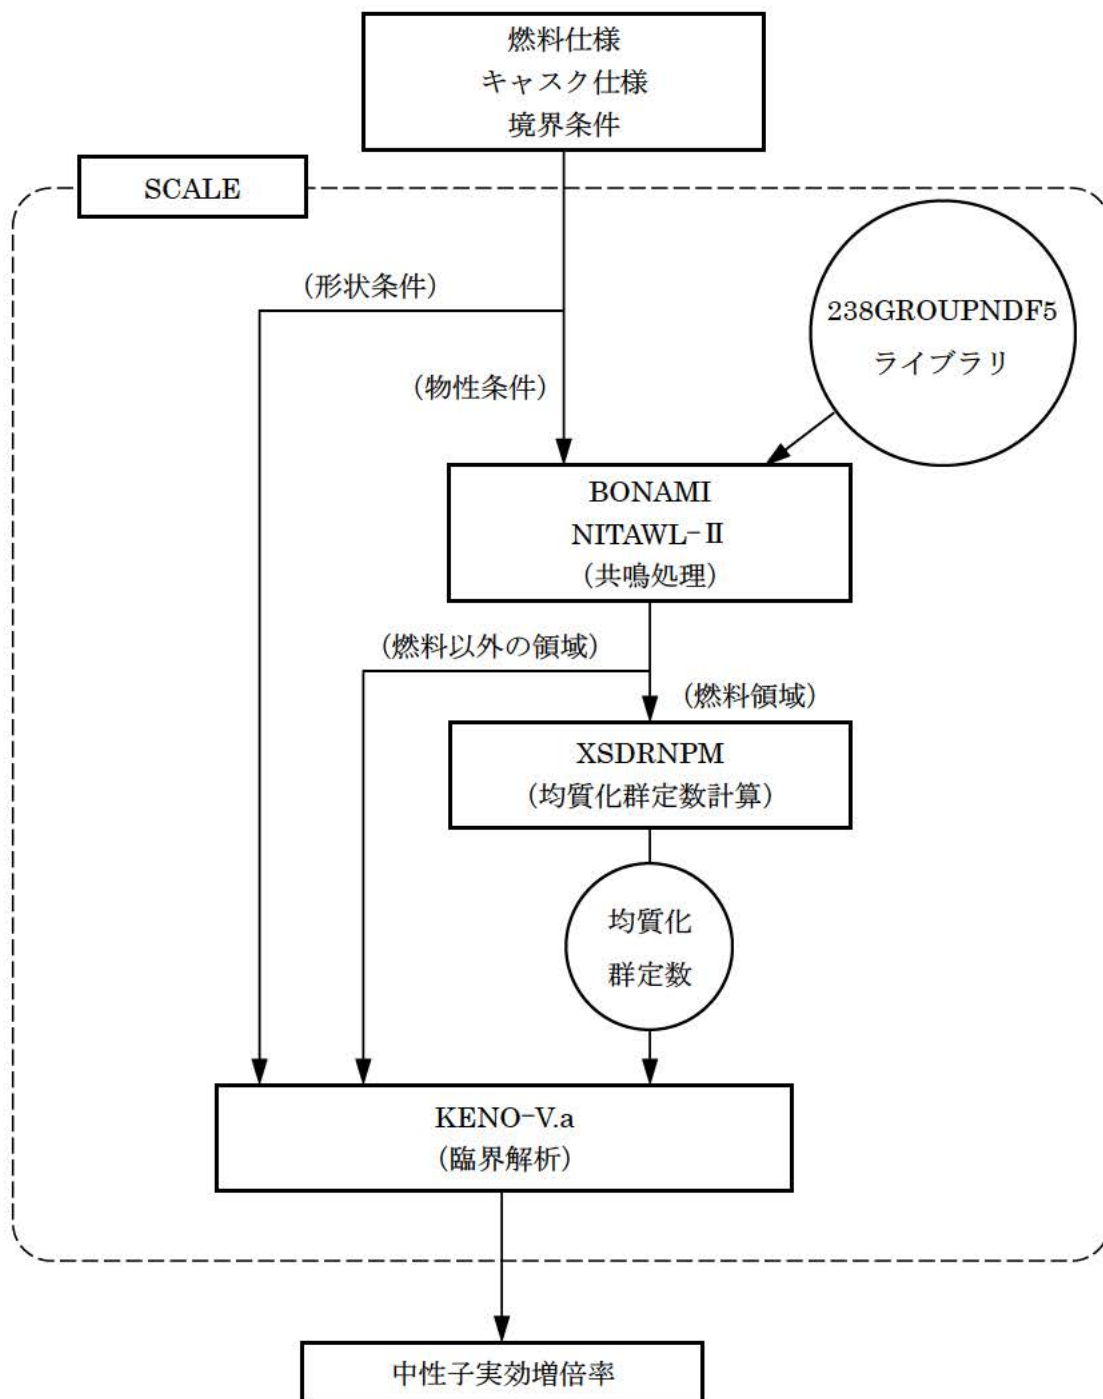 燃料仕様
キャスク仕様
境界条件
SCALE
(形状条件)
238GROUPNDF5
ライブラリ
(物性条件)
BONAMI
NITAWL-Ⅱ
(共鳴処理)
(燃料以外の領域)
(燃料領域)
XSDRNPM
(均質化群定数計算)
均質化
群定数
KENO-V.a
(臨界解析)
中性子実効増倍率